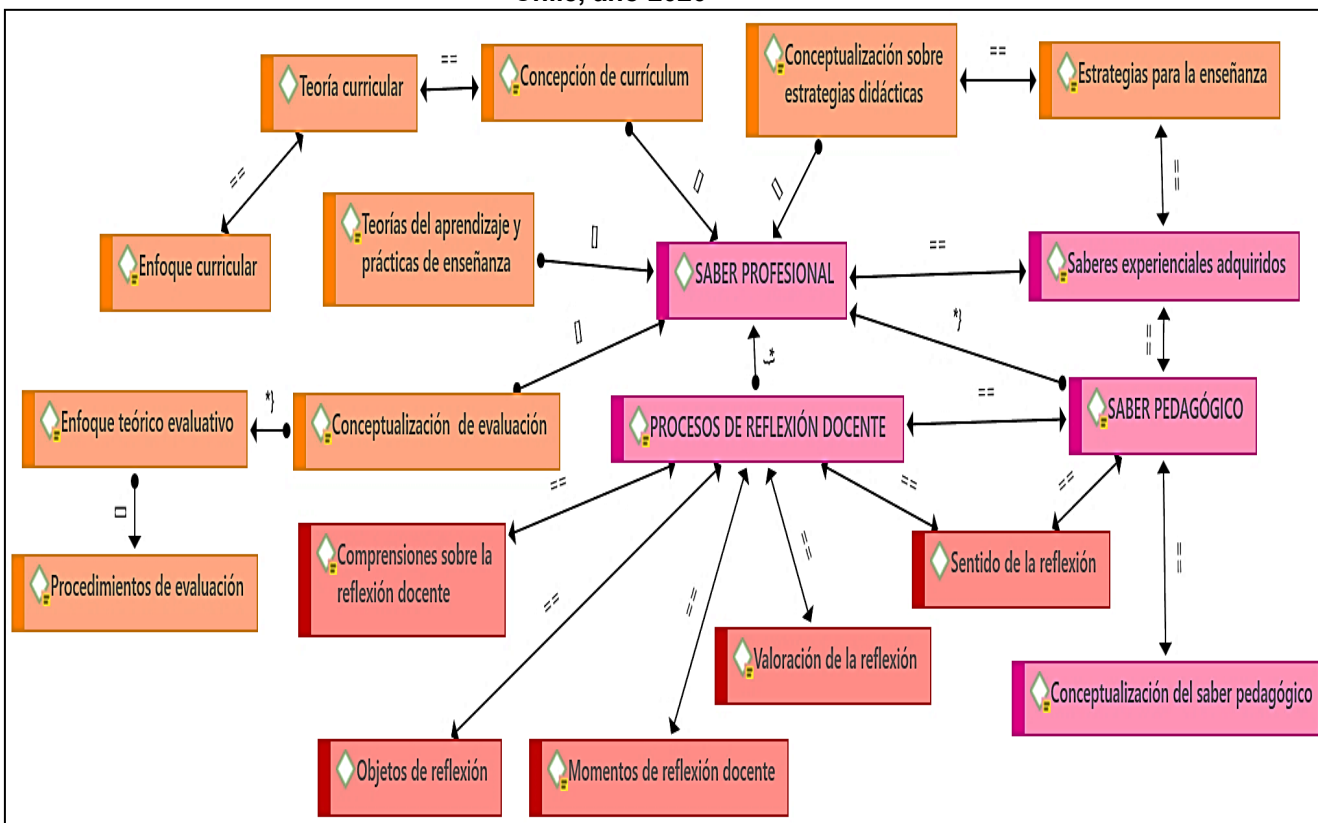 ==
Teoría curricular
Concepción de currículum
Conceptualización sobre
estrategias didácticas
==
Estrategias para la enseñanza
==
[]
[]
==
Enfoque curricular
Teorías del aprendizaje y
prácticas de enseñanza
[]
SABER PROFESIONAL
==
Saberes experienciales adquiridos
[]
*}
*}
==
Enfoque teórico evaluativo
*}
Conceptualización de evaluación
PROCESOS DE REFLEXIÓN DOCENTE
==
SABER PEDAGÓGICO
[]
==
==
==
Procedimientos de evaluación
Comprensiones sobre la
reflexión docente
==
==
==
Sentido de la reflexión
==
Valoración de la reflexión
Conceptualización del saber pedagógico
Objetos de reflexión
Momentos de reflexión docente